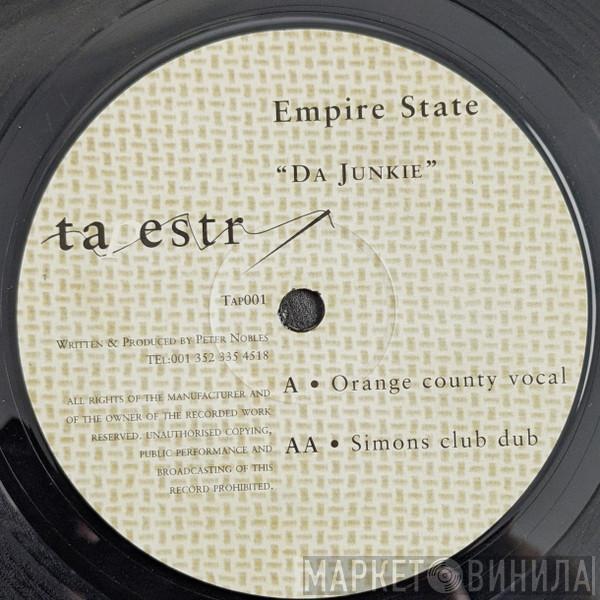 Empire State
“Da Junkie”
ta estr
Tap001
Written & Produced by Peter Nobles
Tel:001 352 335 4518
all rights of the manufacturer and
of the owner of the recorded work
reserved. unauthorised copying,
public performance and
broadcasting of this
record prohibited.
A • Orange county vocal
AA • Simons club dub
МАРКЕТ ВИНИЛА